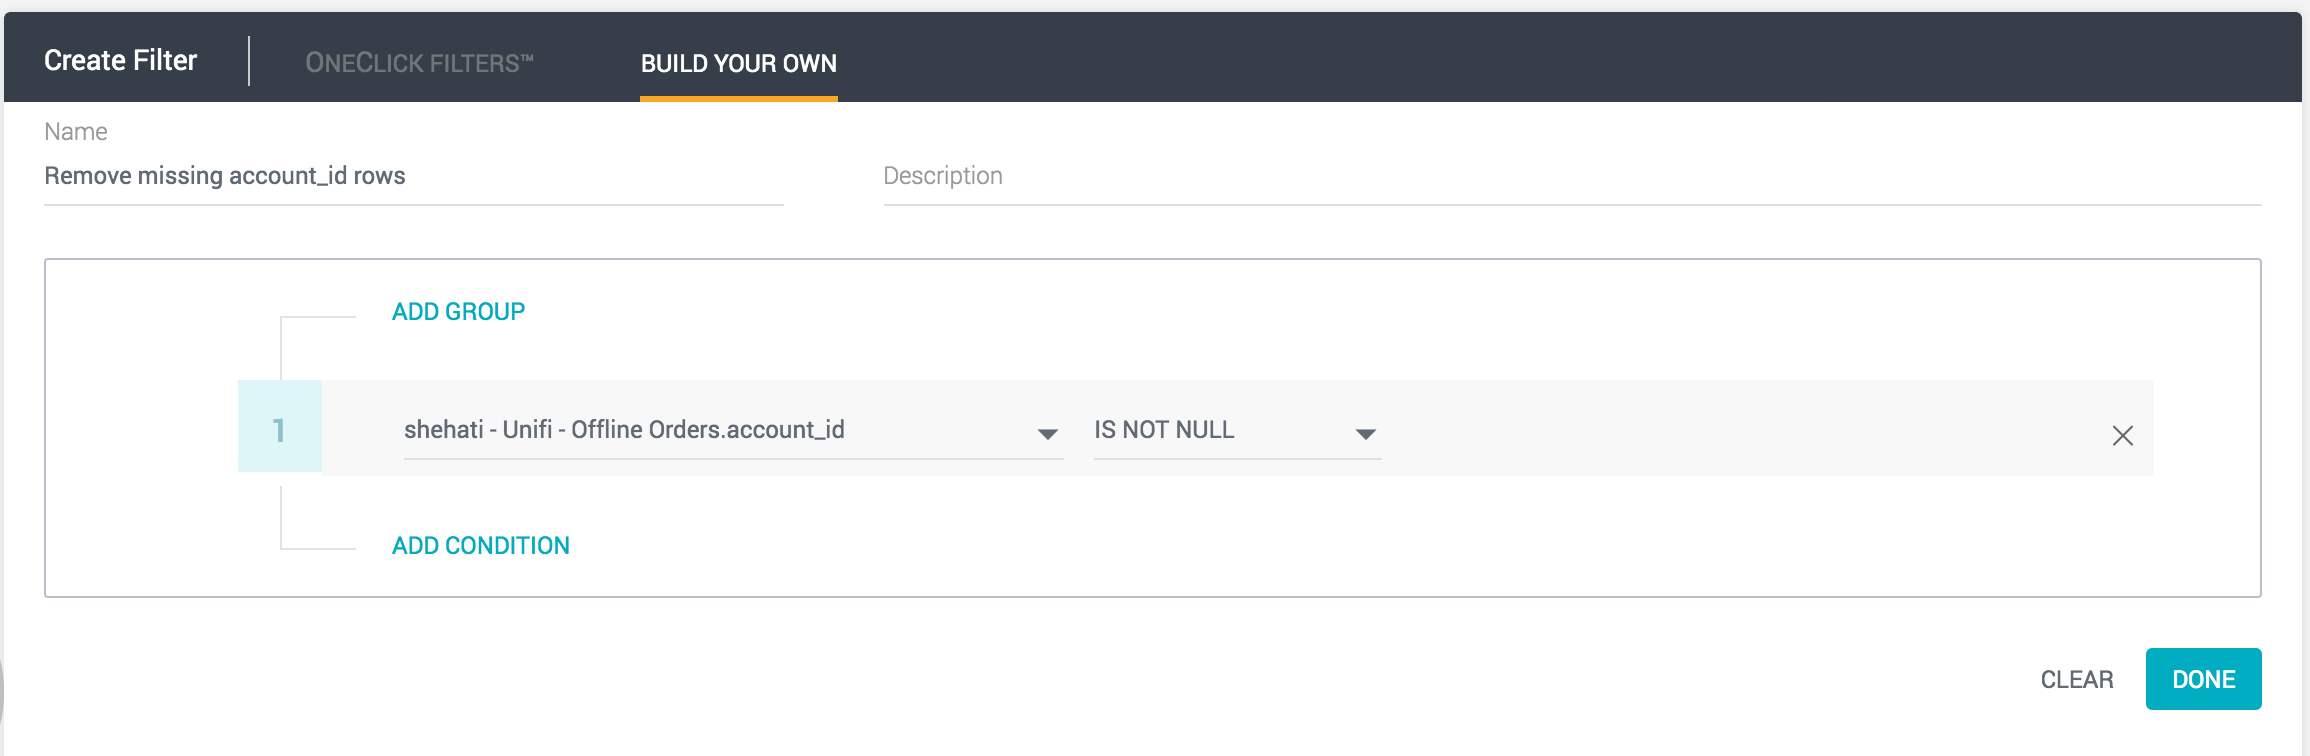 Create Filter
ONECLICK FILTERS™
BUILD YOUR OWN
Name
Remove missing account_id rows
Description
ADD GROUP
1
shehati - Unifi - Offline Orders.account_id
IS NOT NULL
ADD CONDITION
CLEAR
DONE